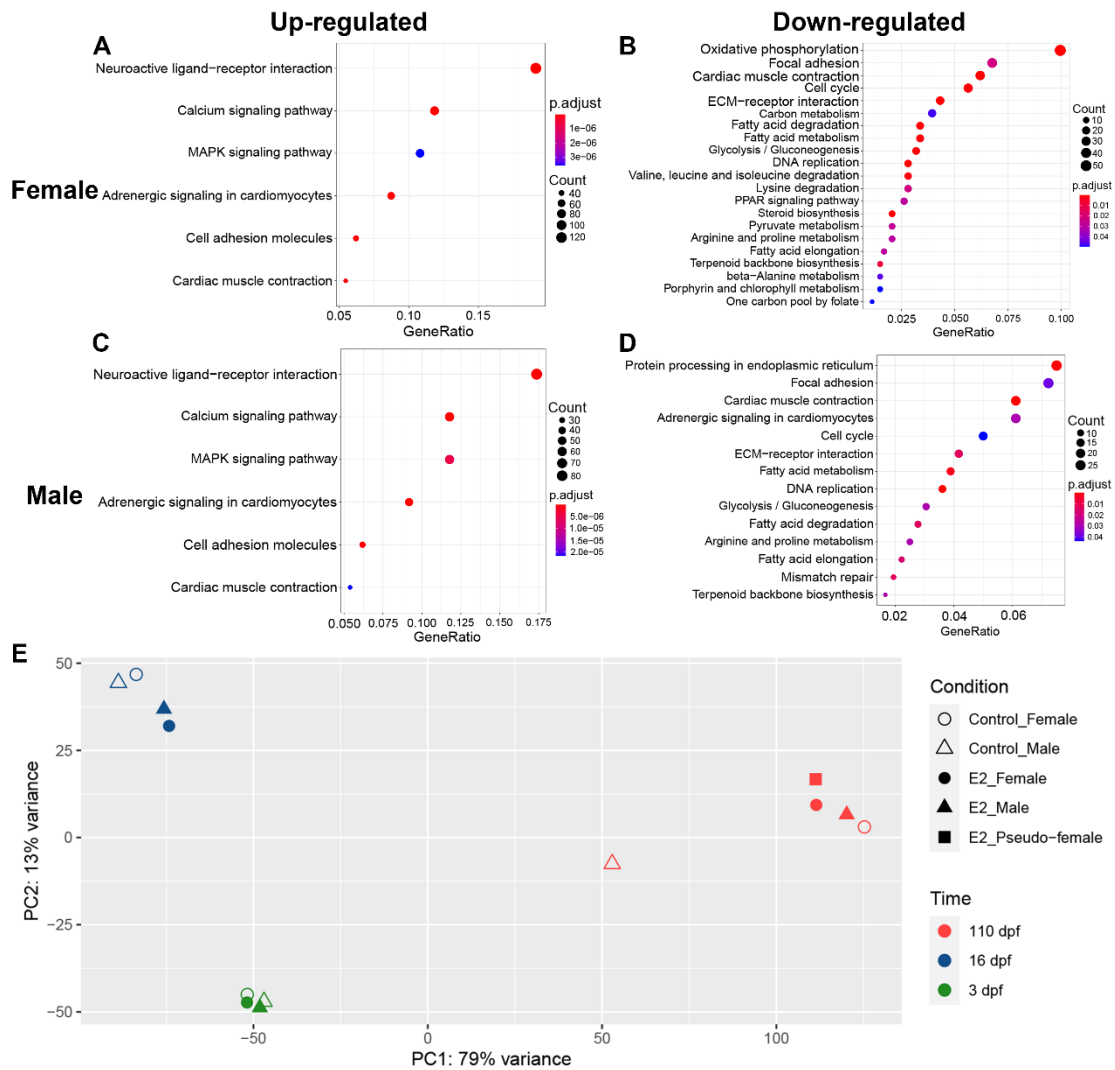 Up-regulated
Down-regulated
A
Neuroactive ligand−receptor interaction
Calcium signaling pathway
MAPK signaling pathway
Adrenergic signaling in cardiomyocytes
Cell adhesion molecules
Cardiac muscle contraction
0.05 0.10 0.15
GeneRatio
p.adjust
1e−06
2e−06
3e−06
Count
40
60
80
100
120
Female
B
Oxidative phosphorylation
Focal adhesion
Cardiac muscle contraction
Cell cycle
ECM−receptor interaction
Carbon metabolism
Fatty acid degradation
Fatty acid metabolism
Glycolysis / Gluconeogenesis
DNA replication
Valine, leucine and isoleucine degradation
Lysine degradation
PPAR signaling pathway
Steroid biosynthesis
Pyruvate metabolism
Arginine and proline metabolism
Fatty acid elongation
Terpenoid backbone biosynthesis
beta−Alanine metabolism
Porphyrin and chlorophyll metabolism
One carbon pool by folate
0.025 0.050 0.075 0.100
GeneRatio
Count
10
20
30
40
50
p.adjust
0.01
0.02
0.03
0.04
C
Neuroactive ligand−receptor interaction
Calcium signaling pathway
MAPK signaling pathway
Adrenergic signaling in cardiomyocytes
Cell adhesion molecules
Cardiac muscle contraction
0.050 0.075 0.100 0.125 0.150 0.175
GeneRatio
Count
30
40
50
60
70
80
p.adjust
5.0e−06
1.0e−05
1.5e−05
2.0e−05
Male
D
Protein processing in endoplasmic reticulum
Focal adhesion
Cardiac muscle contraction
Adrenergic signaling in cardiomyocytes
Cell cycle
ECM−receptor interaction
Fatty acid metabolism
DNA replication
Glycolysis / Gluconeogenesis
Fatty acid degradation
Arginine and proline metabolism
Fatty acid elongation
Mismatch repair
Terpenoid backbone biosynthesis
0.02 0.04 0.06
GeneRatio
Count
10
15
20
25
p.adjust
0.01
0.02
0.03
0.04
E
50
25
0
−25
−50
PC2: 13% variance
−50 0 50 100
PC1: 79% variance
Condition
Control_Female
Control_Male
E2_Female
E2_Male
E2_Pseudo−female
Time
110 dpf
16 dpf
3 dpf